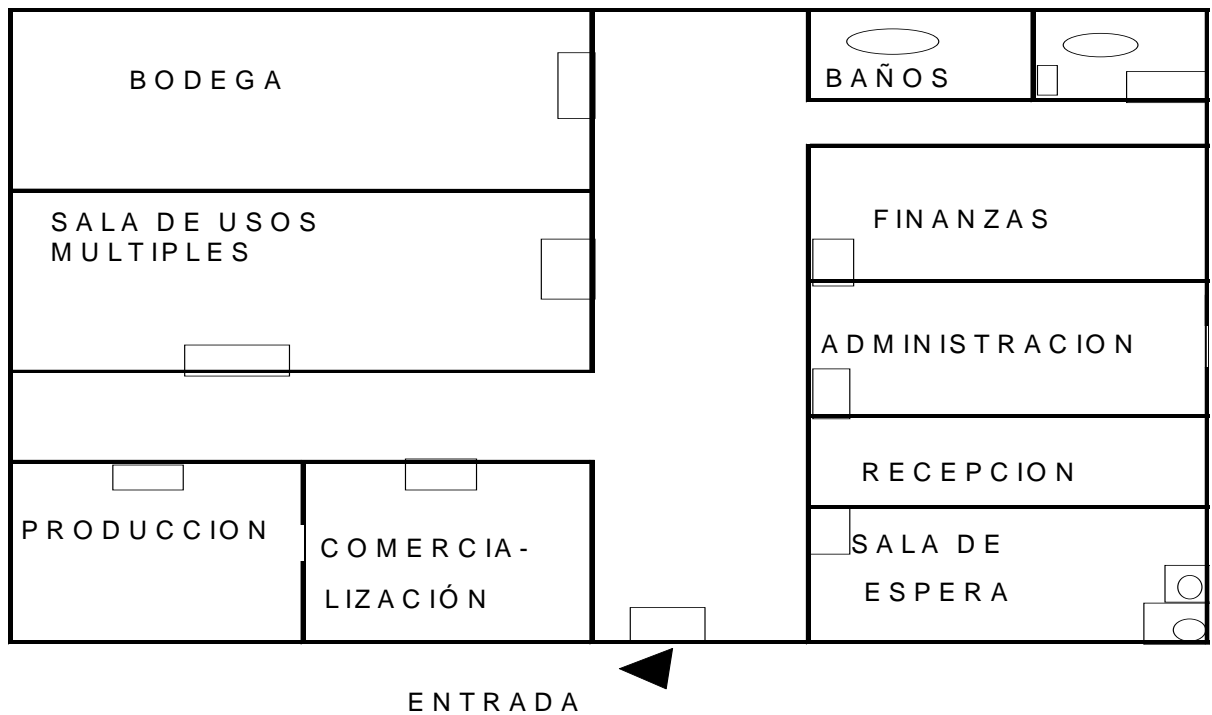 BODEGA
BAÑOS
SALA DE USOS
MULTIPLES
FINANZAS
ADMINISTRACION
RECEPCION
PRODUCCION
COMERCIA-
LIZACIÓN
SALA DE
ESPERA
ENTRADA